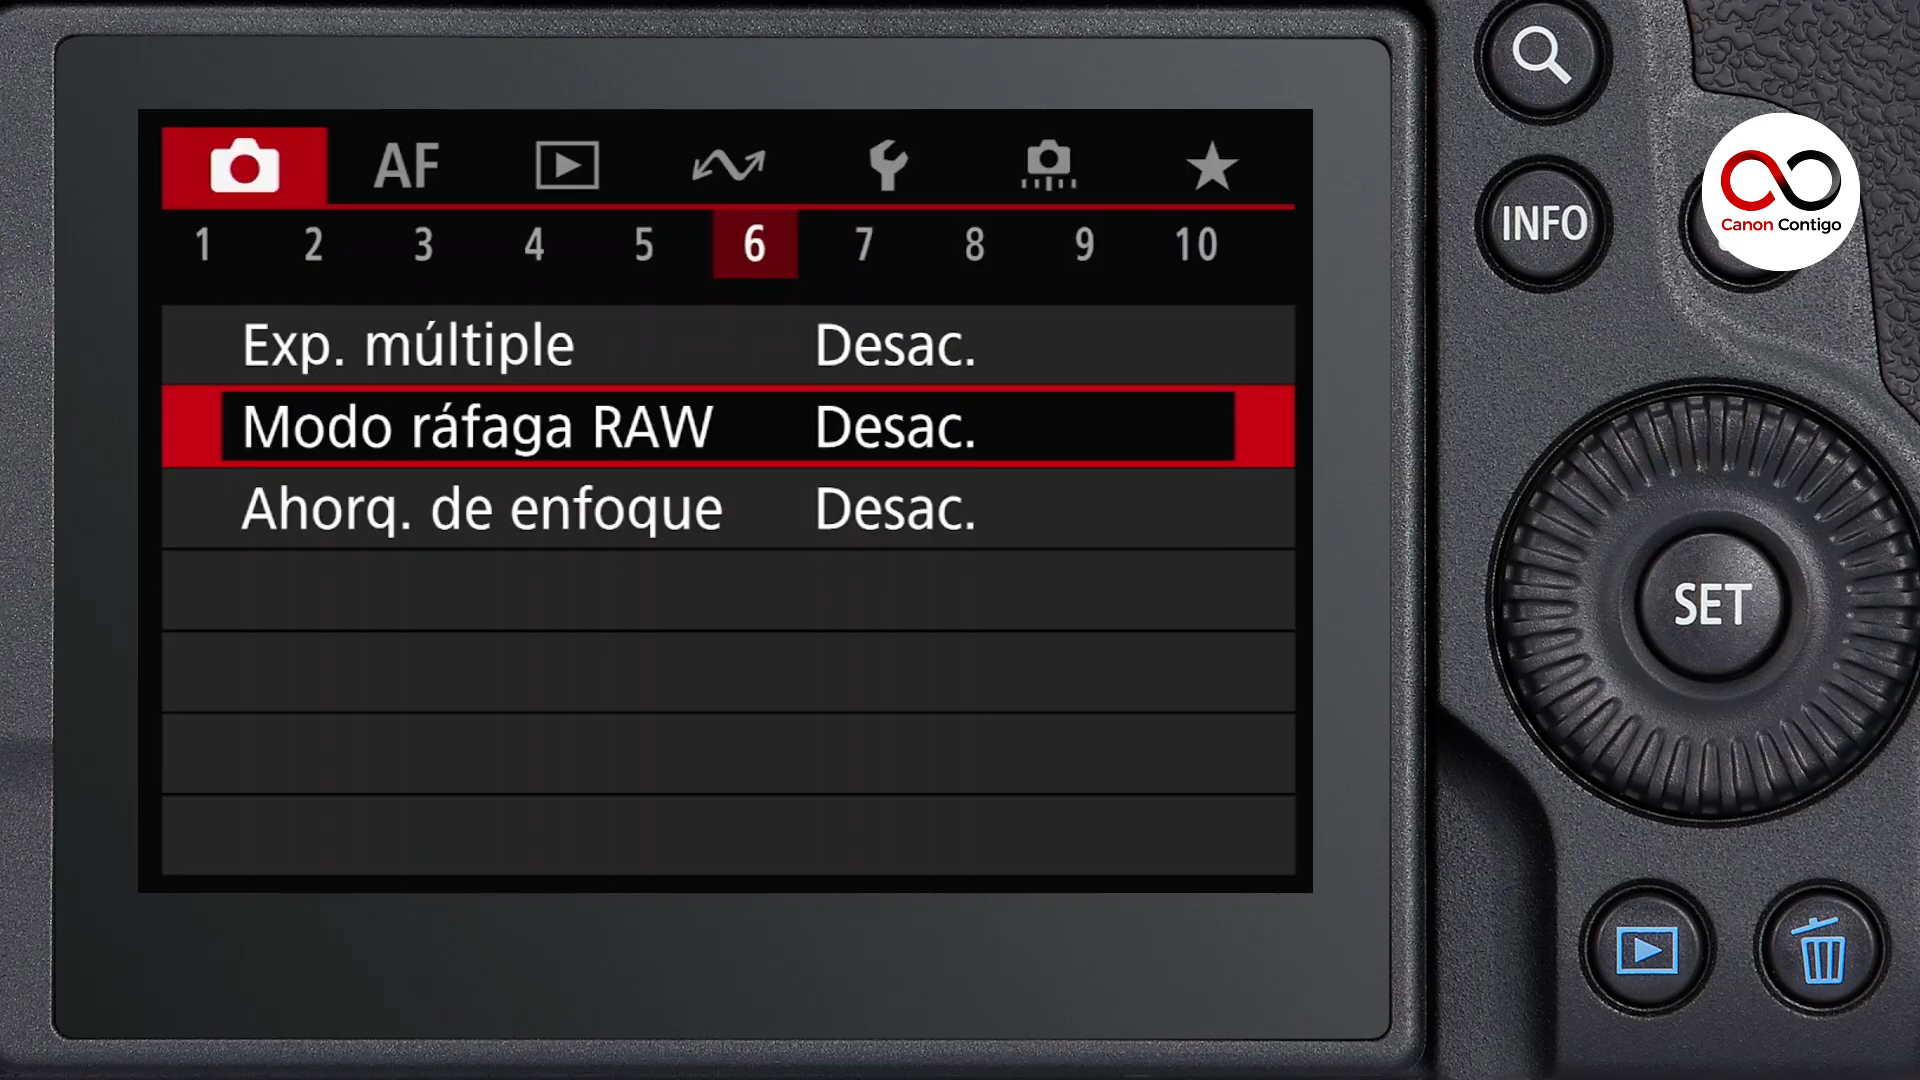 AF
1 2 3 4 5 6 7 8 9 10
Exp. múltiple Desac.
Modo ráfaga RAW Desac.
Ahorq. de enfoque Desac.
INFO
Canon Contigo
SET